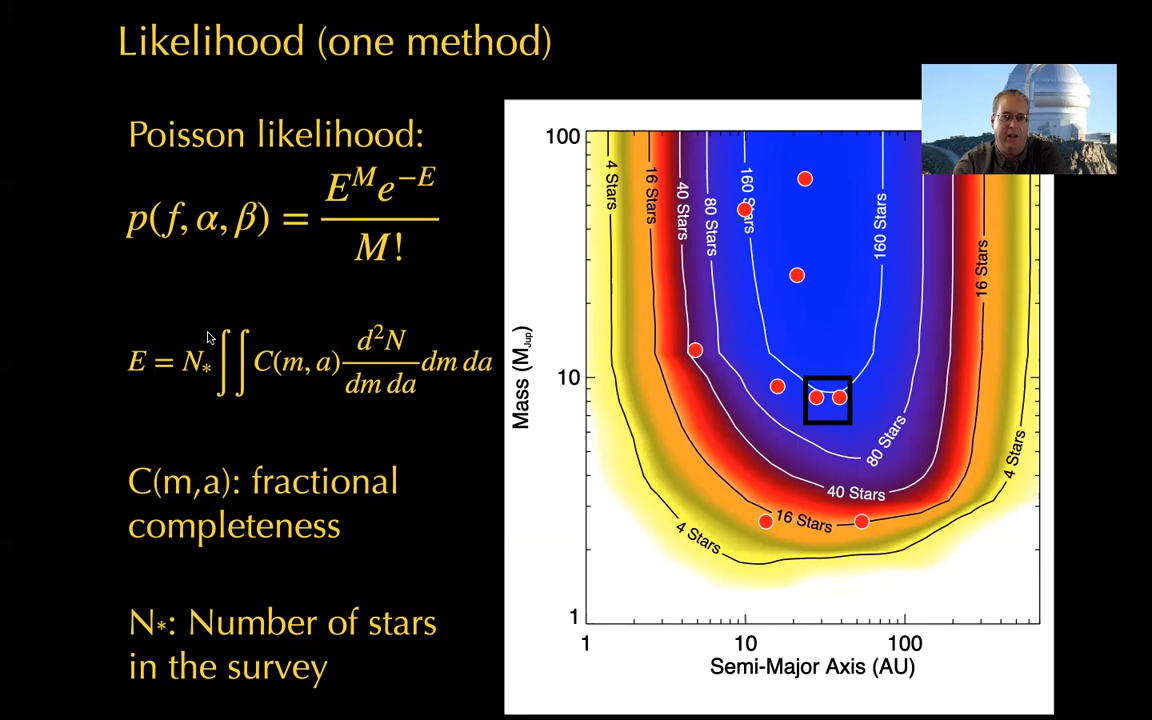 Likelihood (one method)
Poisson likelihood:
p(f, α, β) = E^M e^{−E} / M!
E = N_* ∫∫ C(m, a) d²N / dm da dm da
C(m,a): fractional
completeness
N*: Number of stars
in the survey
100
10
1
Mass (M_Jup)
4 Stars
16 Stars
40 Stars
80 Stars
160 Stars
160 Stars
16 Stars
80 Stars
4 Stars
40 Stars
16 Stars
4 Stars
1
10
100
Semi-Major Axis (AU)